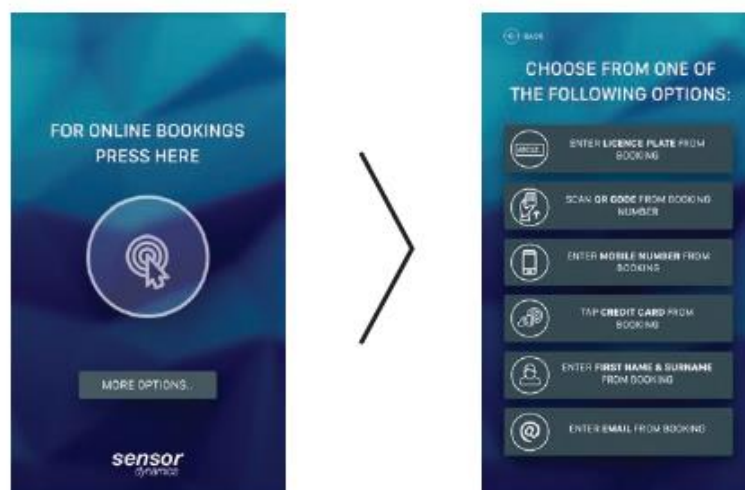 FOR ONLINE BOOKINGS
PRESS HERE
MORE OPTIONS..
sensor
dynamics
BACK
CHOOSE FROM ONE OF
THE FOLLOWING OPTIONS:
ENTER LICENCE PLATE FROM
BOOKING
SCAN QR CODE FROM BOOKING
NUMBER
ENTER MOBILE NUMBER FROM
BOOKING
TAP CREDIT CARD FROM
BOOKING
ENTER FIRST NAME & SURNAME
FROM BOOKING
@
ENTER EMAIL FROM BOOKING